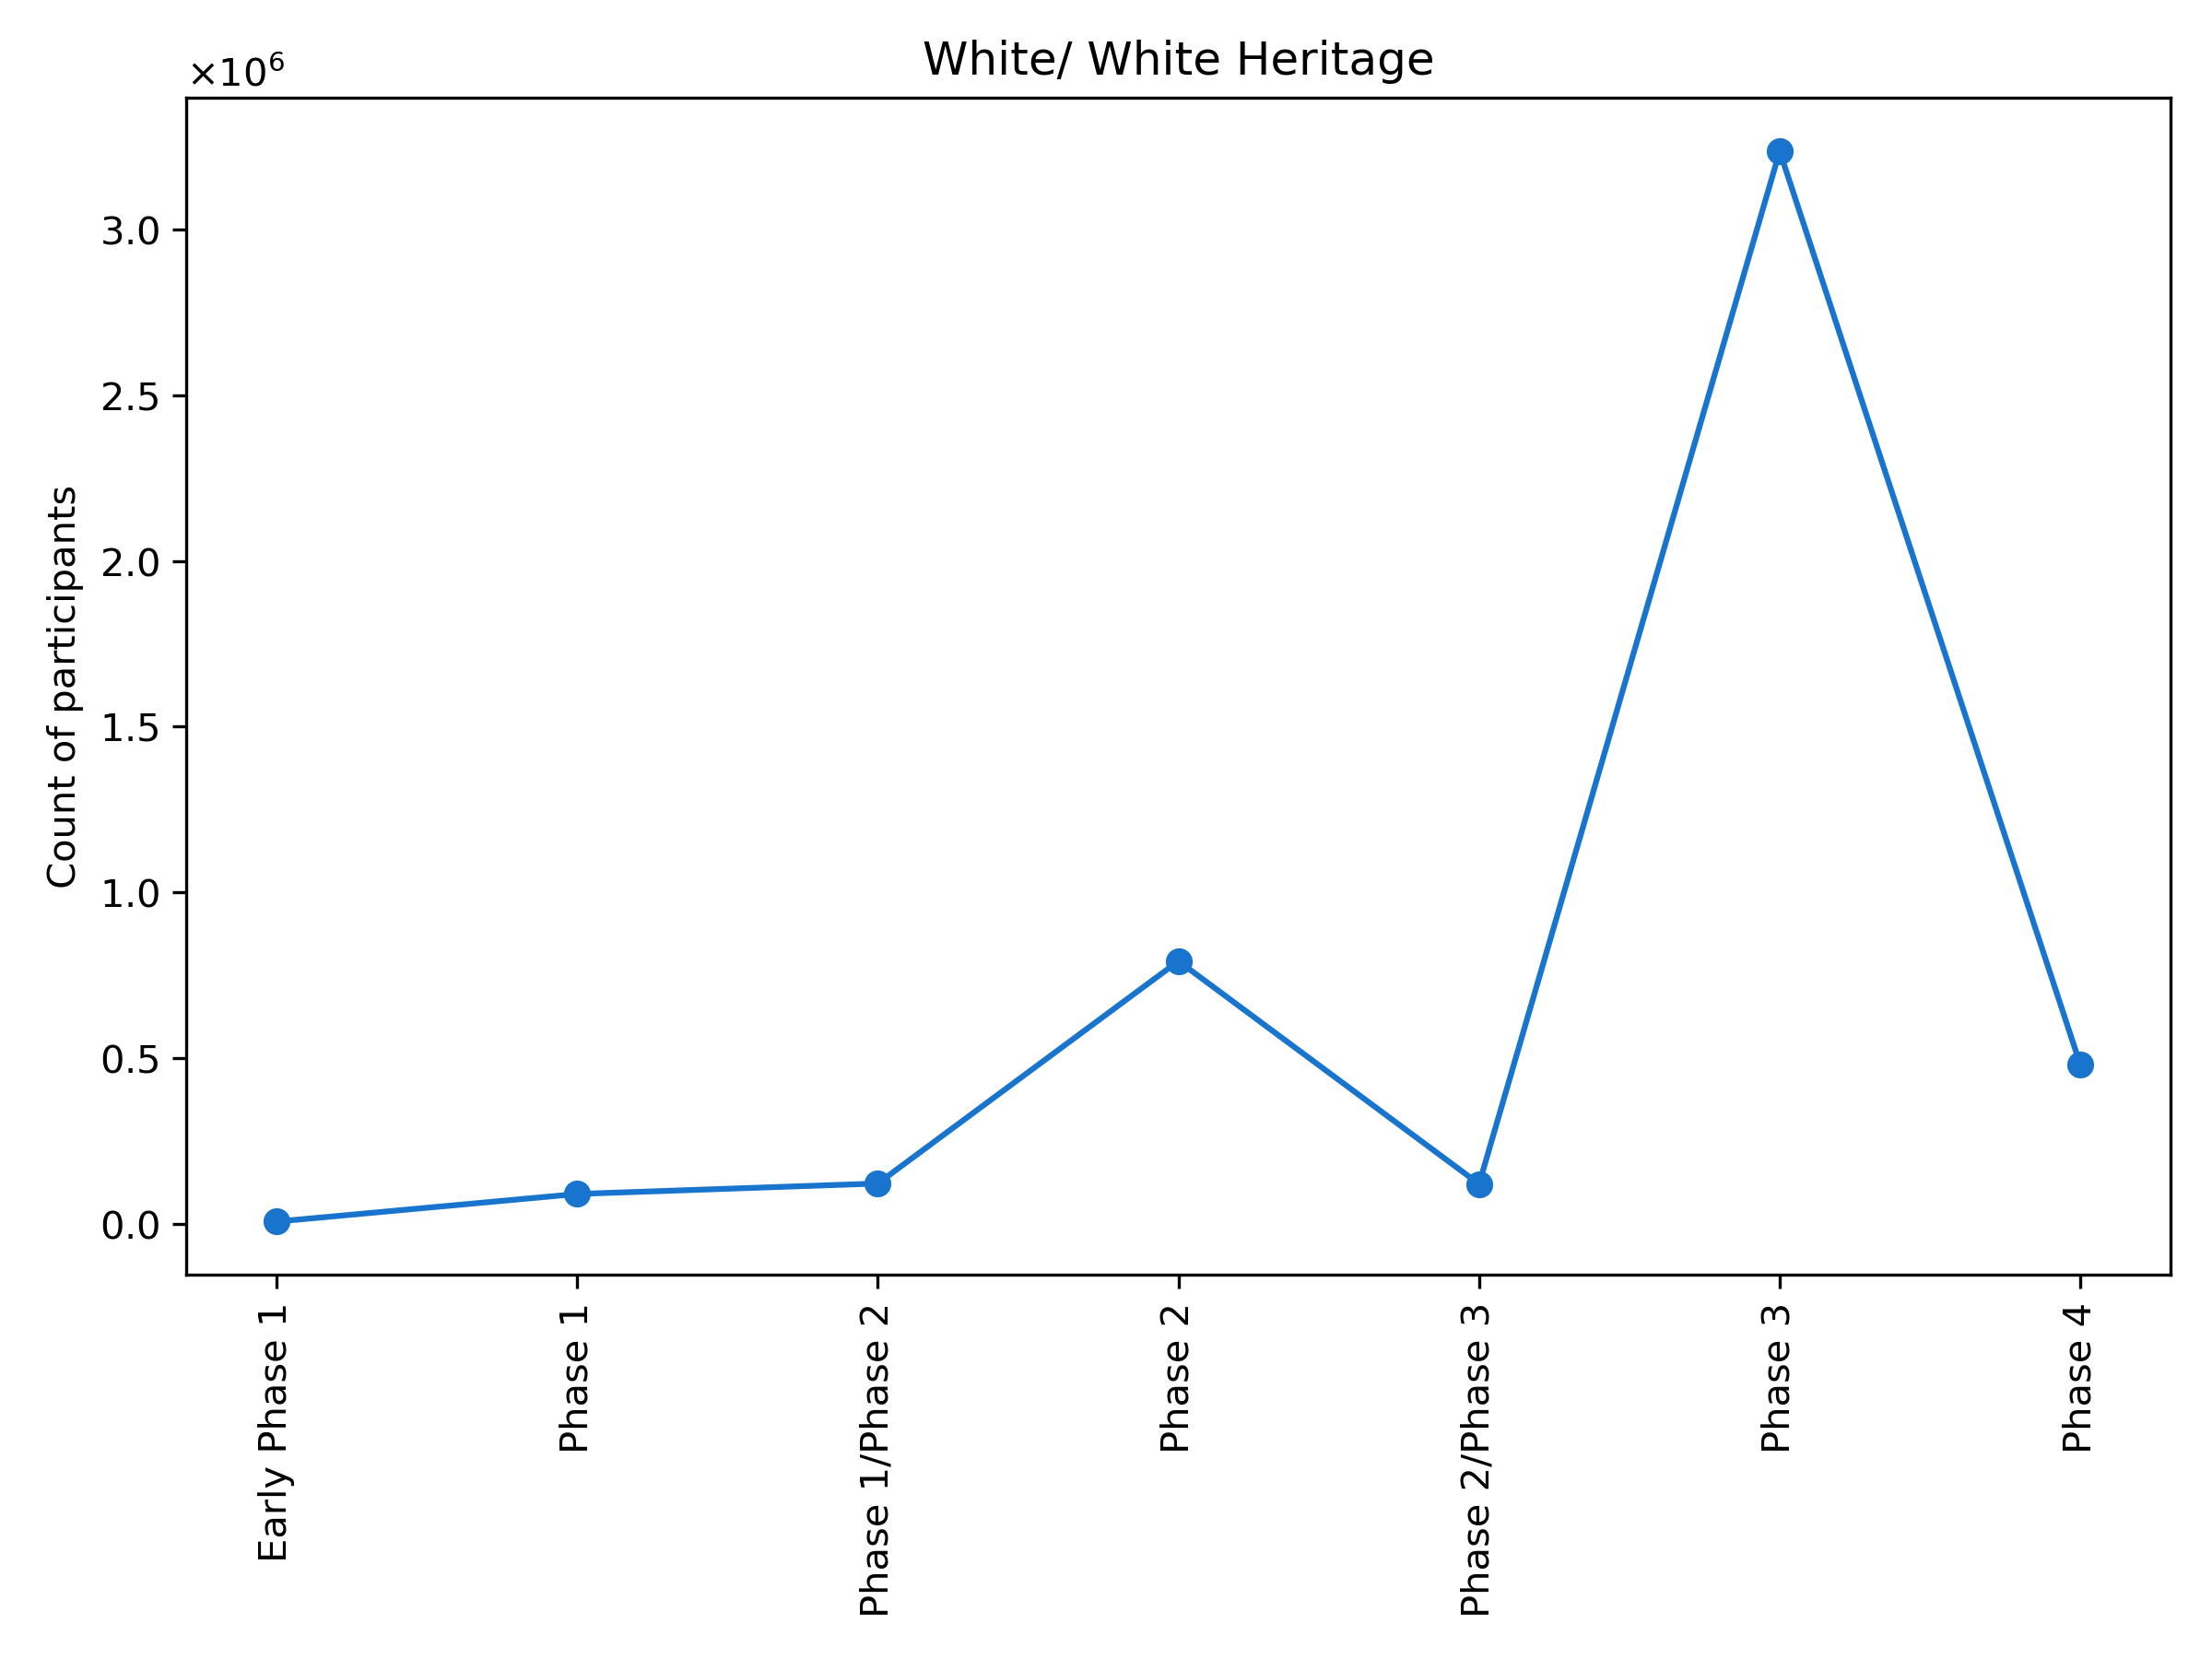 White/ White Heritage
×10⁶
Count of participants
3.0
2.5
2.0
1.5
1.0
0.5
0.0
Early Phase 1
Phase 1
Phase 1/Phase 2
Phase 2
Phase 2/Phase 3
Phase 3
Phase 4